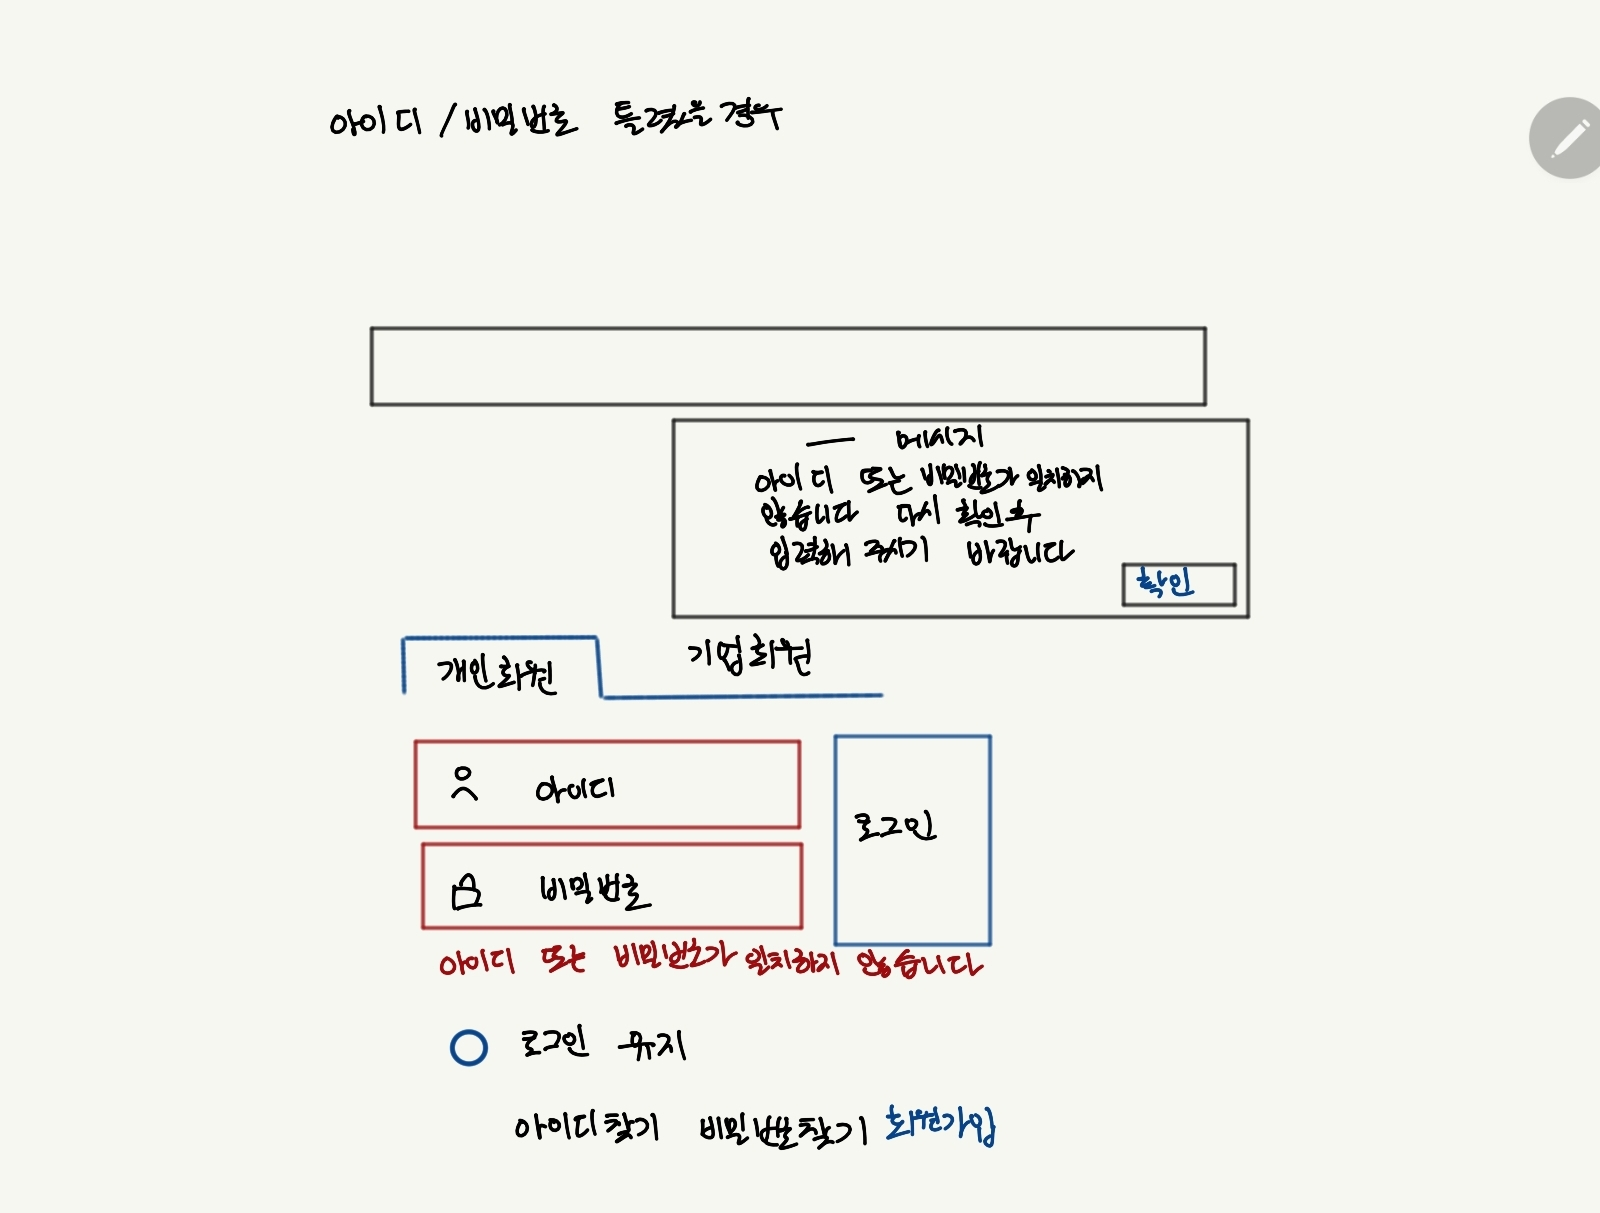 아이디 / 비밀번호 틀렸을 경우
— 메시지
아이디 또는 비밀번호가 일치하지
않습니다 다시 확인 후
입력해 주시기 바랍니다
확인
개인회원 기업회원
아이디
비밀번호
로그인
아이디 또는 비밀번호가 일치하지 않습니다
로그인 유지
아이디찾기 비밀번호찾기 회원가입